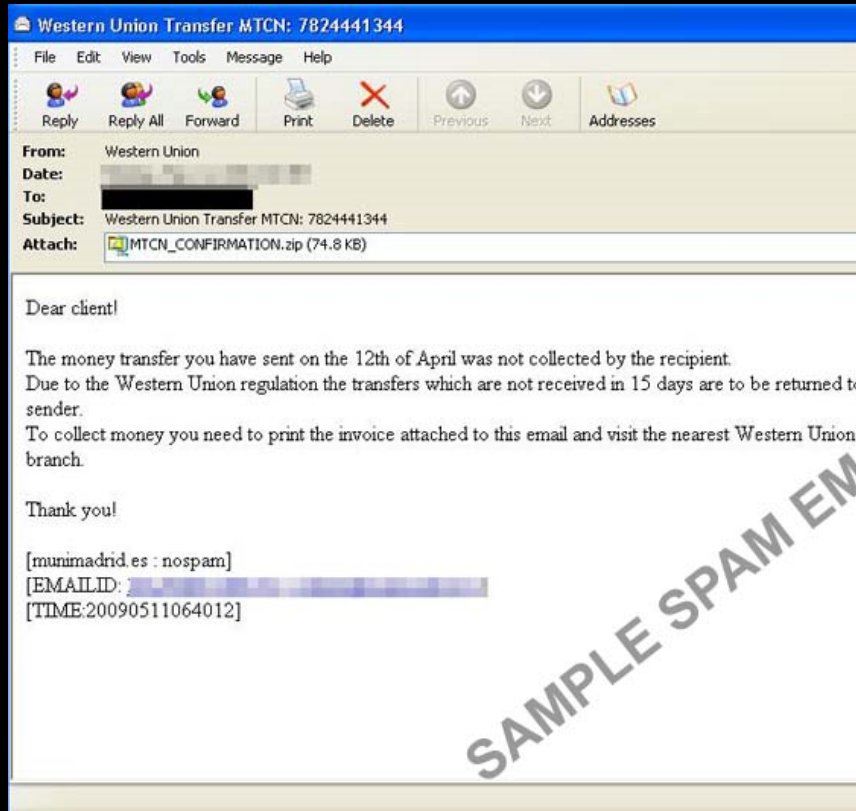 Western Union Transfer MTCN: 7824441344
File Edit View Tools Message Help
Reply Reply All Forward Print Delete Previous Next Addresses
From: Western Union
Date:
To:
Subject: Western Union Transfer MTCN: 7824441344
Attach: MTCN_CONFIRMATION.zip (74.8 KB)
Dear client!
The money transfer you have sent on the 12th of April was not collected by the recipient.
Due to the Western Union regulation the transfers which are not received in 15 days are to be returned to
sender.
To collect money you need to print the invoice attached to this email and visit the nearest Western Union
branch.
Thank you!
[munimadrid.es : nospam]
[EMAILID:
[TIME:20090511064012]
SAMPLE SPAM EM